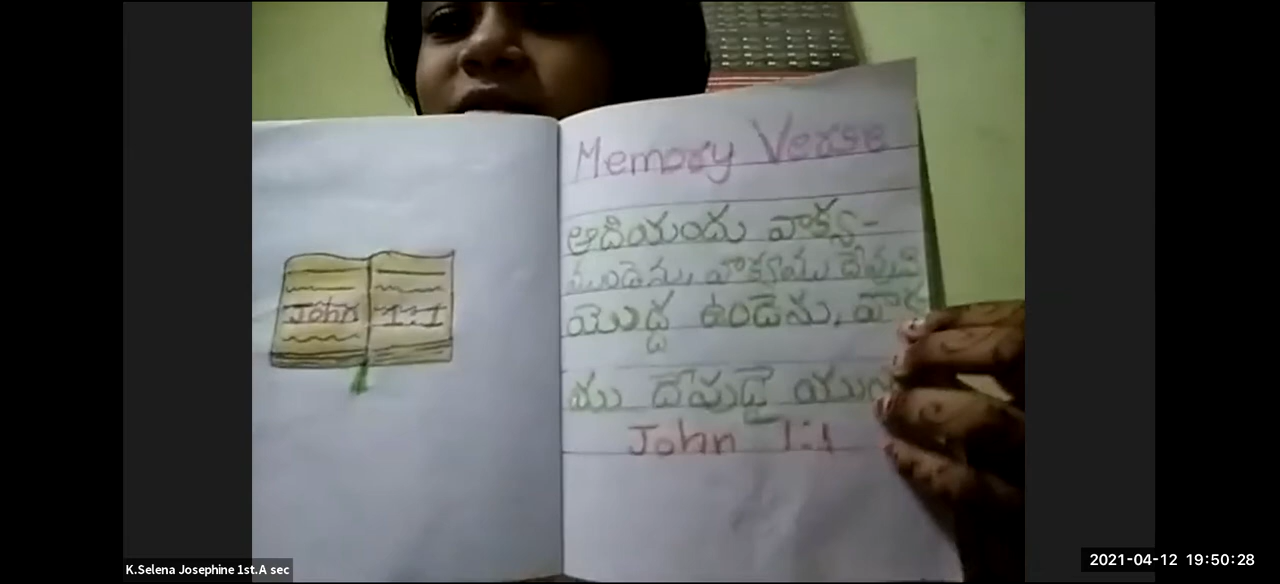 John 1:1
Memory Verse
ఆదియందు వాక్య-
ముండెను, వాక్యము దేవుని
యొద్ద ఉండెను, వాక్
యు దేవుడై యుం
John 1:1
K.Selena Josephine 1st.A sec
2021-04-12 19:50:28